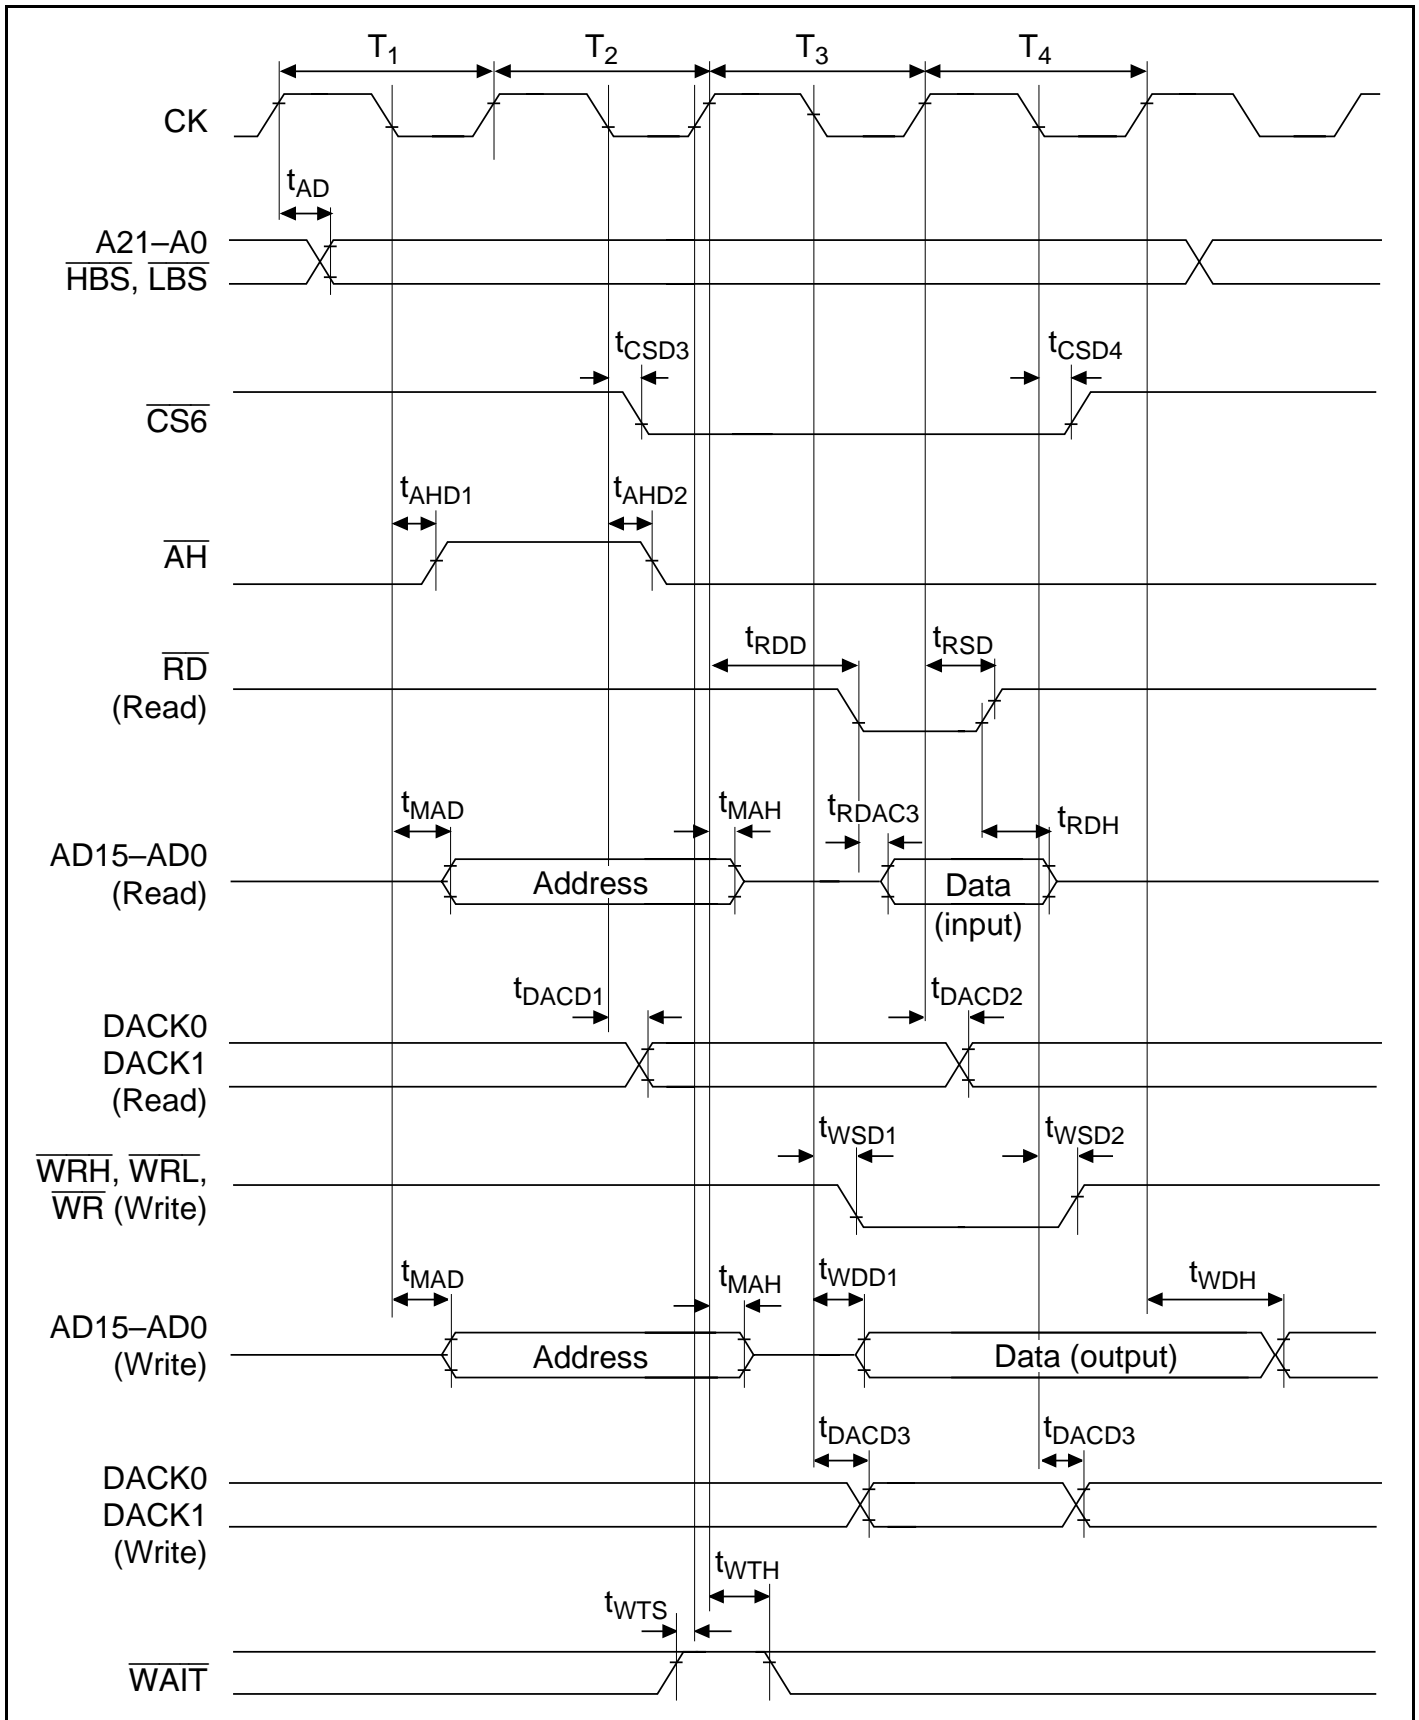 T1 T2 T3 T4
CK
tAD
A21–A0
HBS, LBS
tCSD3 tCSD4
CS6
tAHD1 tAHD2
AH
tRDD tRSD
RD
(Read)
tMAD tMAH tRDAC3 tRDH
AD15–AD0
(Read)
Address Data
(input)
tDACD1 tDACD2
DACK0
DACK1
(Read)
tWSD1 tWSD2
WRH, WRL,
WR (Write)
tMAD tMAH tWDD1 tWDH
AD15–AD0
(Write)
Address Data (output)
tDACD3 tDACD3
DACK0
DACK1
(Write)
tWTH
tWTS
WAIT